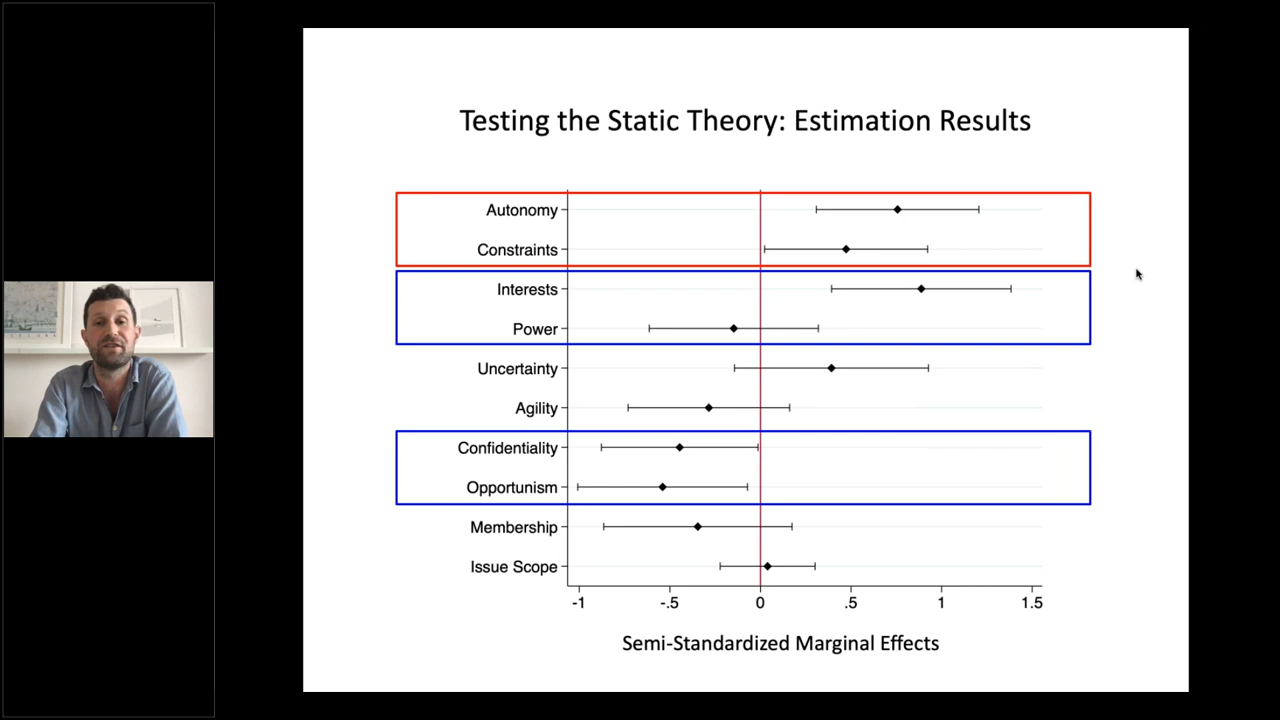 Testing the Static Theory: Estimation Results
Autonomy
Constraints
Interests
Power
Uncertainty
Agility
Confidentiality
Opportunism
Membership
Issue Scope
-1 -.5 0 .5 1 1.5
Semi-Standardized Marginal Effects